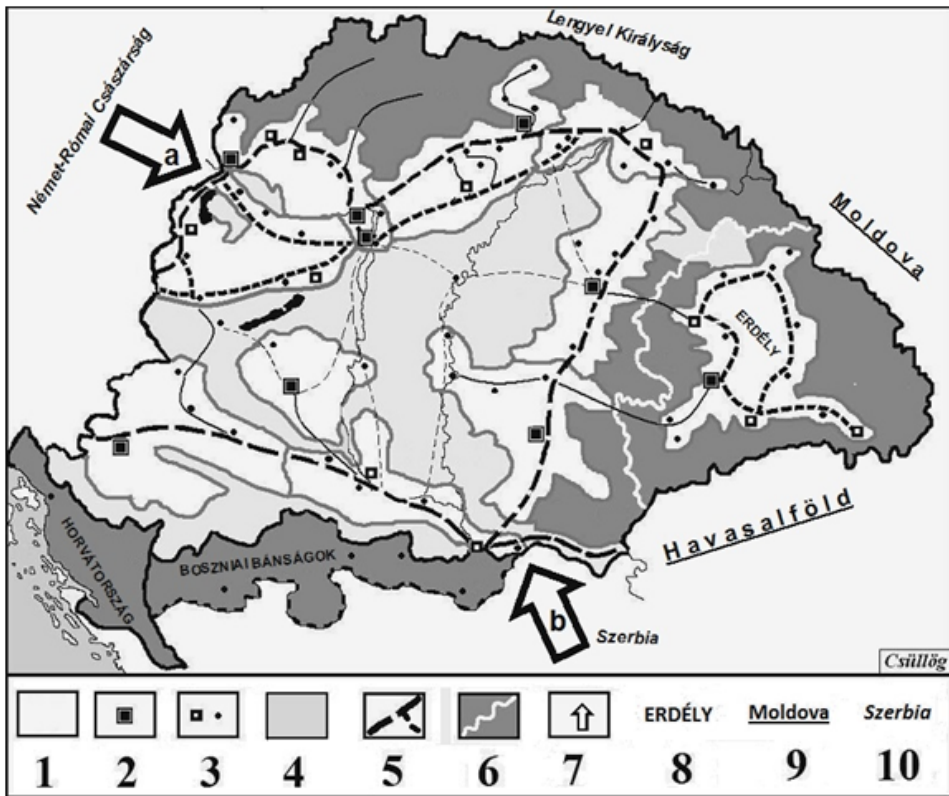 Lengyel Királyság
Német-Római Császárság
a
Moldova
ERDÉLY
HORVÁTORSZÁG
BOSZNIAI BÁNSÁGOK
Havasalföld
b
Szerbia
Csüllög
ERDÉLY Moldova Szerbia
1 2 3 4 5 6 7 8 9 10